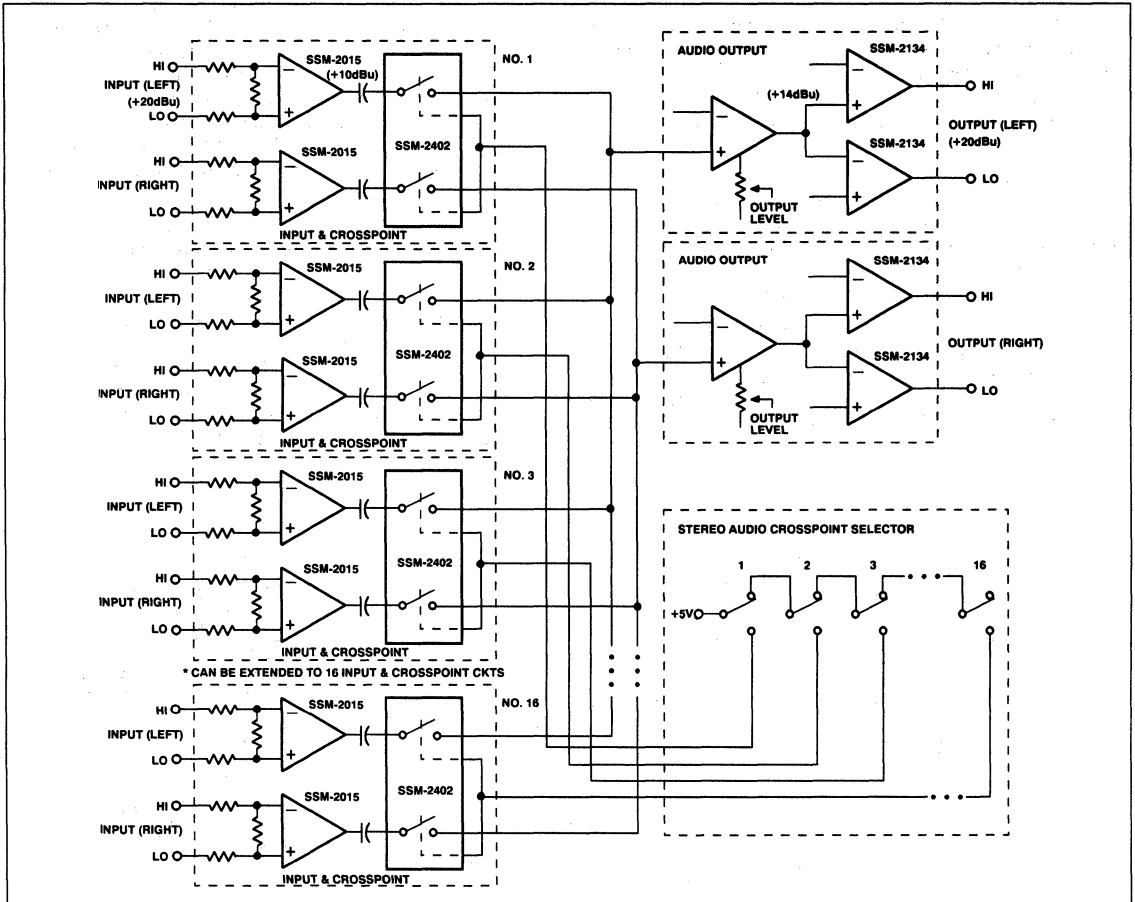 SSM-2015
(+10dBu)
HI
INPUT (LEFT)
(+20dBu)
LO
−
+
SSM-2402
NO. 1
SSM-2015
HI
INPUT (RIGHT)
LO
−
+
INPUT & CROSSPOINT
SSM-2015
HI
INPUT (LEFT)
LO
−
+
SSM-2402
NO. 2
SSM-2015
HI
INPUT (RIGHT)
LO
−
+
INPUT & CROSSPOINT
SSM-2015
HI
INPUT (LEFT)
LO
−
+
SSM-2402
NO. 3
SSM-2015
HI
INPUT (RIGHT)
LO
−
+
INPUT & CROSSPOINT
* CAN BE EXTENDED TO 16 INPUT & CROSSPOINT CKTS
SSM-2015
HI
INPUT (LEFT)
LO
−
+
SSM-2402
NO. 16
SSM-2015
HI
INPUT (RIGHT)
LO
−
+
INPUT & CROSSPOINT
AUDIO OUTPUT
SSM-2134
(+14dBu)
−
+
−
+
HI
OUTPUT (LEFT)
(+20dBu)
SSM-2134
−
+
LO
OUTPUT
LEVEL
AUDIO OUTPUT
SSM-2134
−
+
−
+
HI
OUTPUT (RIGHT)
SSM-2134
−
+
LO
OUTPUT
LEVEL
STEREO AUDIO CROSSPOINT SELECTOR
1 2 3 16
+5V